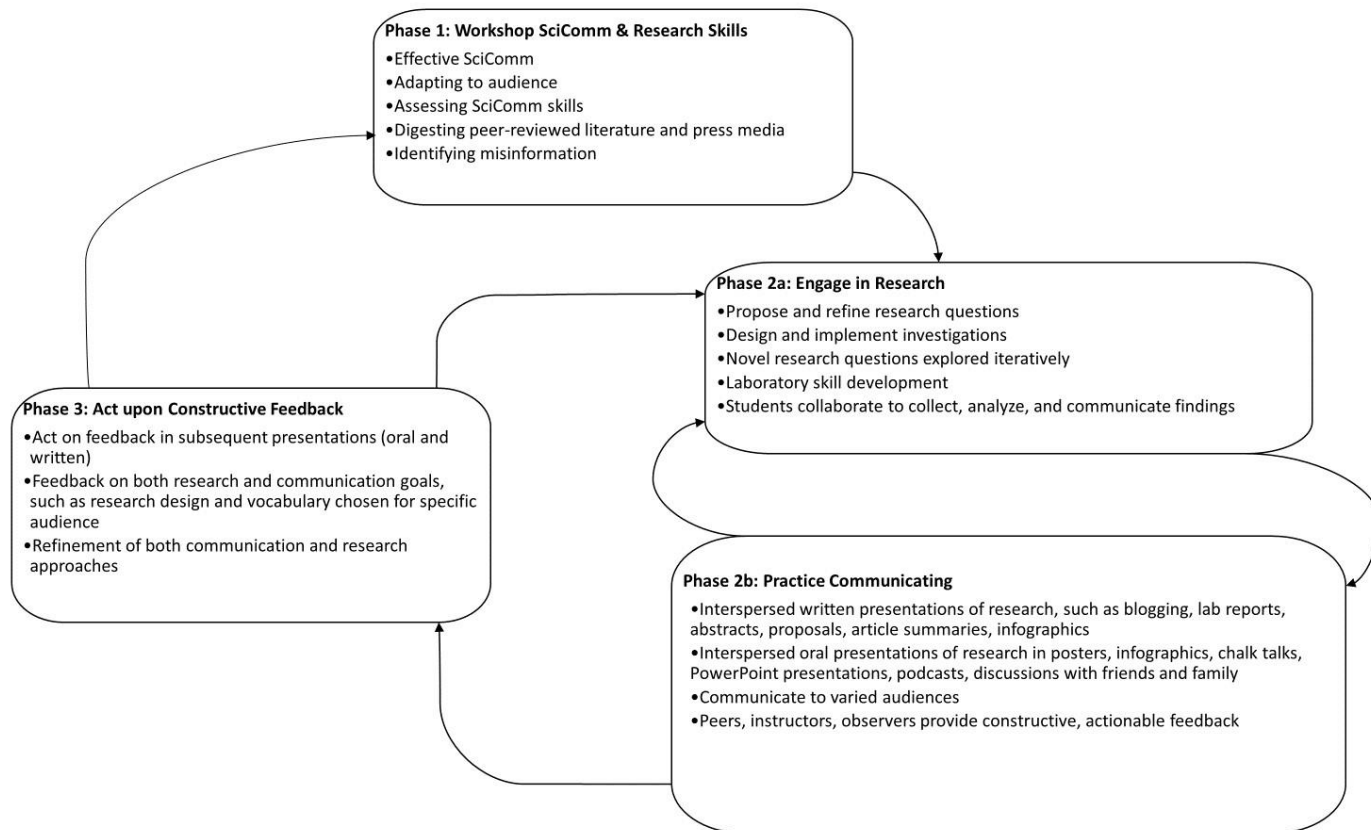 Phase 1: Workshop SciComm & Research Skills
•Effective SciComm
•Adapting to audience
•Assessing SciComm skills
•Digesting peer-reviewed literature and press media
•Identifying misinformation
Phase 2a: Engage in Research
•Propose and refine research questions
•Design and implement investigations
•Novel research questions explored iteratively
•Laboratory skill development
•Students collaborate to collect, analyze, and communicate findings
Phase 2b: Practice Communicating
•Interspersed written presentations of research, such as blogging, lab reports,
abstracts, proposals, article summaries, infographics
•Interspersed oral presentations of research in posters, infographics, chalk talks,
PowerPoint presentations, podcasts, discussions with friends and family
•Communicate to varied audiences
•Peers, instructors, observers provide constructive, actionable feedback
Phase 3: Act upon Constructive Feedback
•Act on feedback in subsequent presentations (oral and
written)
•Feedback on both research and communication goals,
such as research design and vocabulary chosen for specific
audience
•Refinement of both communication and research
approaches